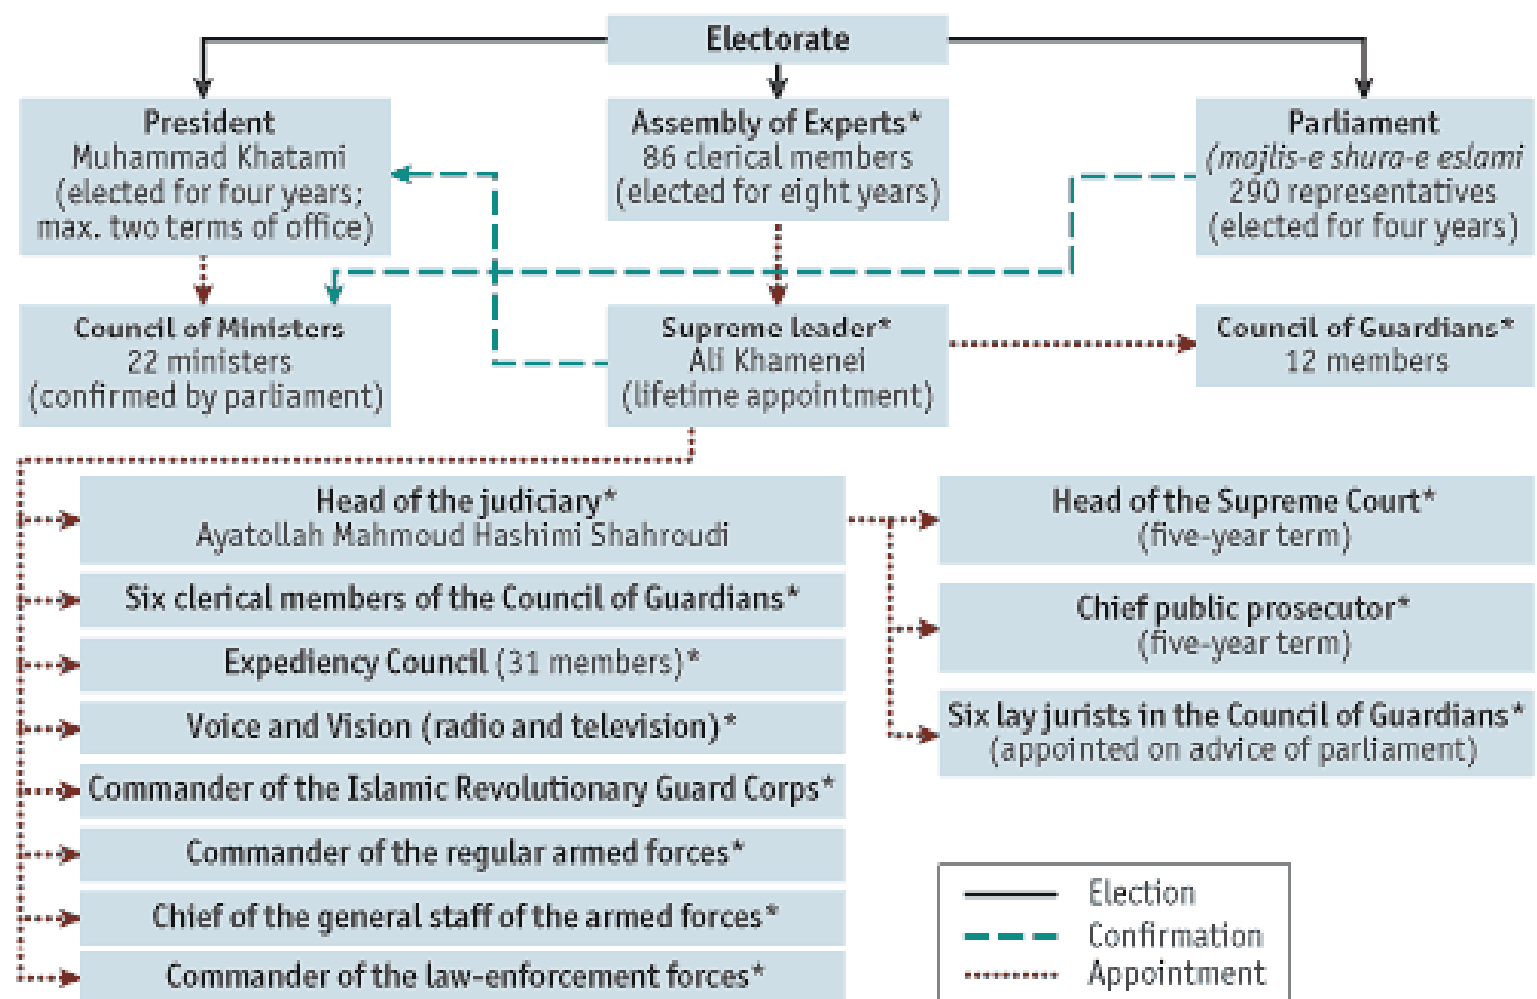 Electorate
President
Muhammad Khatami
(elected for four years;
max. two terms of office)
Assembly of Experts*
86 clerical members
(elected for eight years)
Parliament
(majlis-e shura-e eslami
290 representatives
(elected for four years)
Council of Ministers
22 ministers
(confirmed by parliament)
Supreme leader*
Ali Khamenei
(lifetime appointment)
Council of Guardians*
12 members
Head of the judiciary*
Ayatollah Mahmoud Hashimi Shahroudi
Six clerical members of the Council of Guardians*
Expediency Council (31 members)*
Voice and Vision (radio and television)*
Commander of the Islamic Revolutionary Guard Corps*
Commander of the regular armed forces*
Chief of the general staff of the armed forces*
Commander of the law-enforcement forces*
Head of the Supreme Court*
(five-year term)
Chief public prosecutor*
(five-year term)
Six lay jurists in the Council of Guardians*
(appointed on advice of parliament)
Election
Confirmation
Appointment